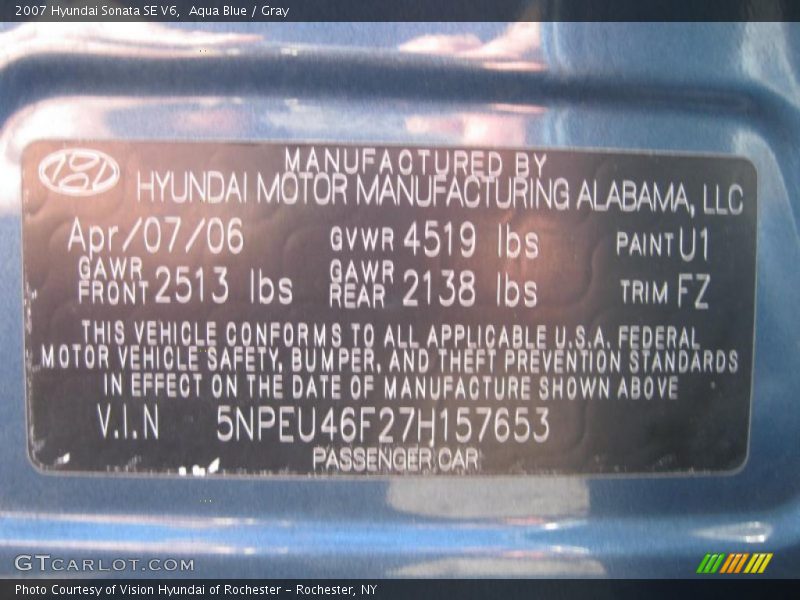 2007 Hyundai Sonata SE V6,  Aqua Blue / Gray
MANUFACTURED BY
HYUNDAI MOTOR MANUFACTURING ALABAMA, LLC
Apr/07/06 GVWR 4519 lbs PAINT U1
GAWR FRONT 2513 lbs GAWR REAR 2138 lbs TRIM FZ
THIS VEHICLE CONFORMS TO ALL APPLICABLE U.S.A. FEDERAL
MOTOR VEHICLE SAFETY, BUMPER, AND THEFT PREVENTION STANDARDS
IN EFFECT ON THE DATE OF MANUFACTURE SHOWN ABOVE
V.I.N 5NPEU46F27H157653
PASSENGER CAR
GTCARLOT.COM
Photo Courtesy of Vision Hyundai of Rochester – Rochester, NY